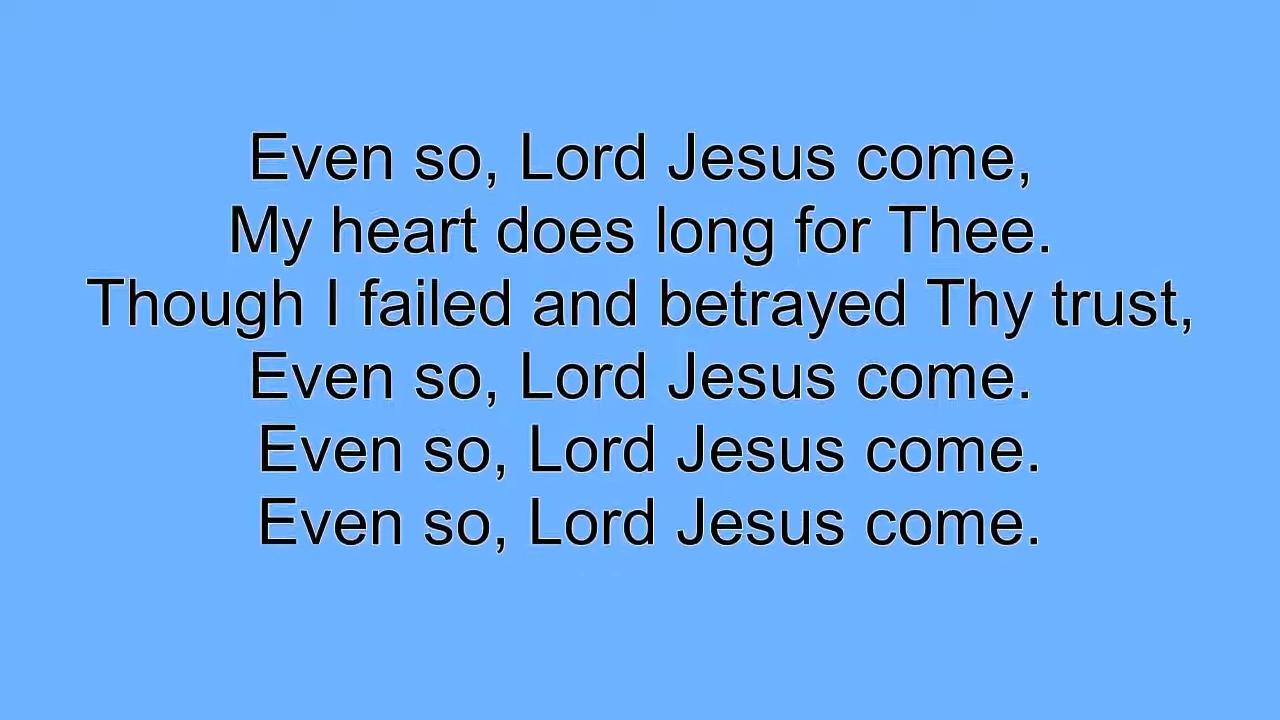 Even so, Lord Jesus come,
My heart does long for Thee.
Though I failed and betrayed Thy trust,
Even so, Lord Jesus come.
Even so, Lord Jesus come.
Even so, Lord Jesus come.